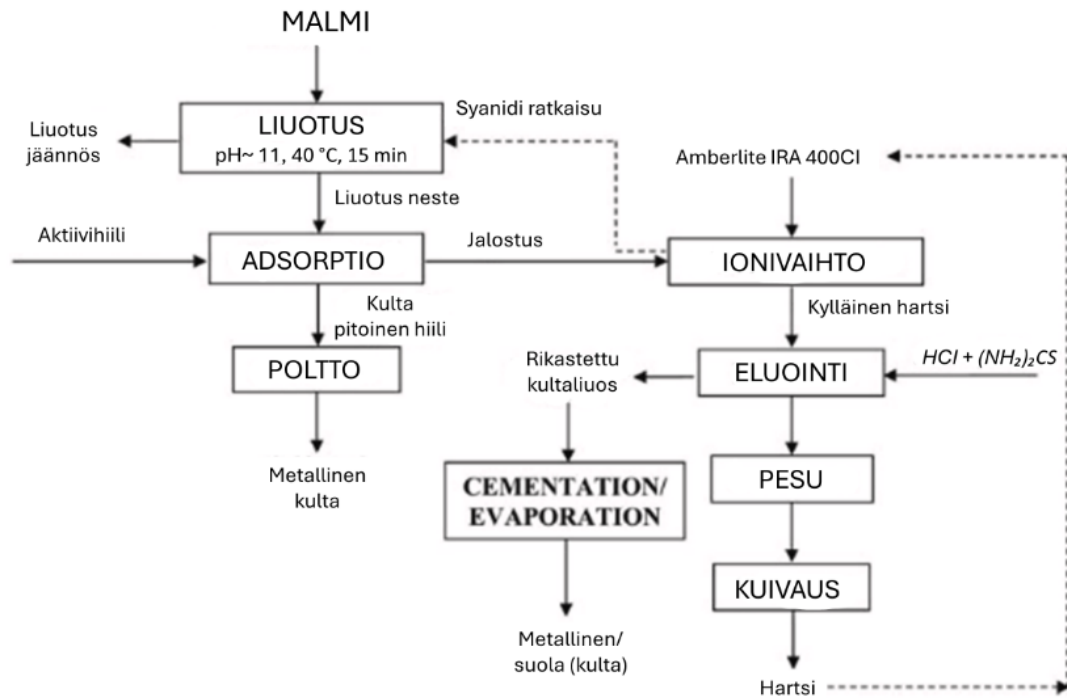 MALMI
LIUOTUS
pH~ 11, 40 °C, 15 min
Liuotus
jäännös
Syanidi ratkaisu
Amberlite IRA 400Cl
Liuotus neste
Aktiivihiili
ADSORPTIO
Jalostus
IONIVAIHTO
Kulta
pitoinen hiili
Kylläinen hartsi
POLTTO
Rikastettu
kultaliuos
ELUOINTI
HCl + (NH₂)₂CS
Metallinen
kulta
CEMENTATION/
EVAPORATION
PESU
KUIVAUS
Metallinen/
suola (kulta)
Hartsi